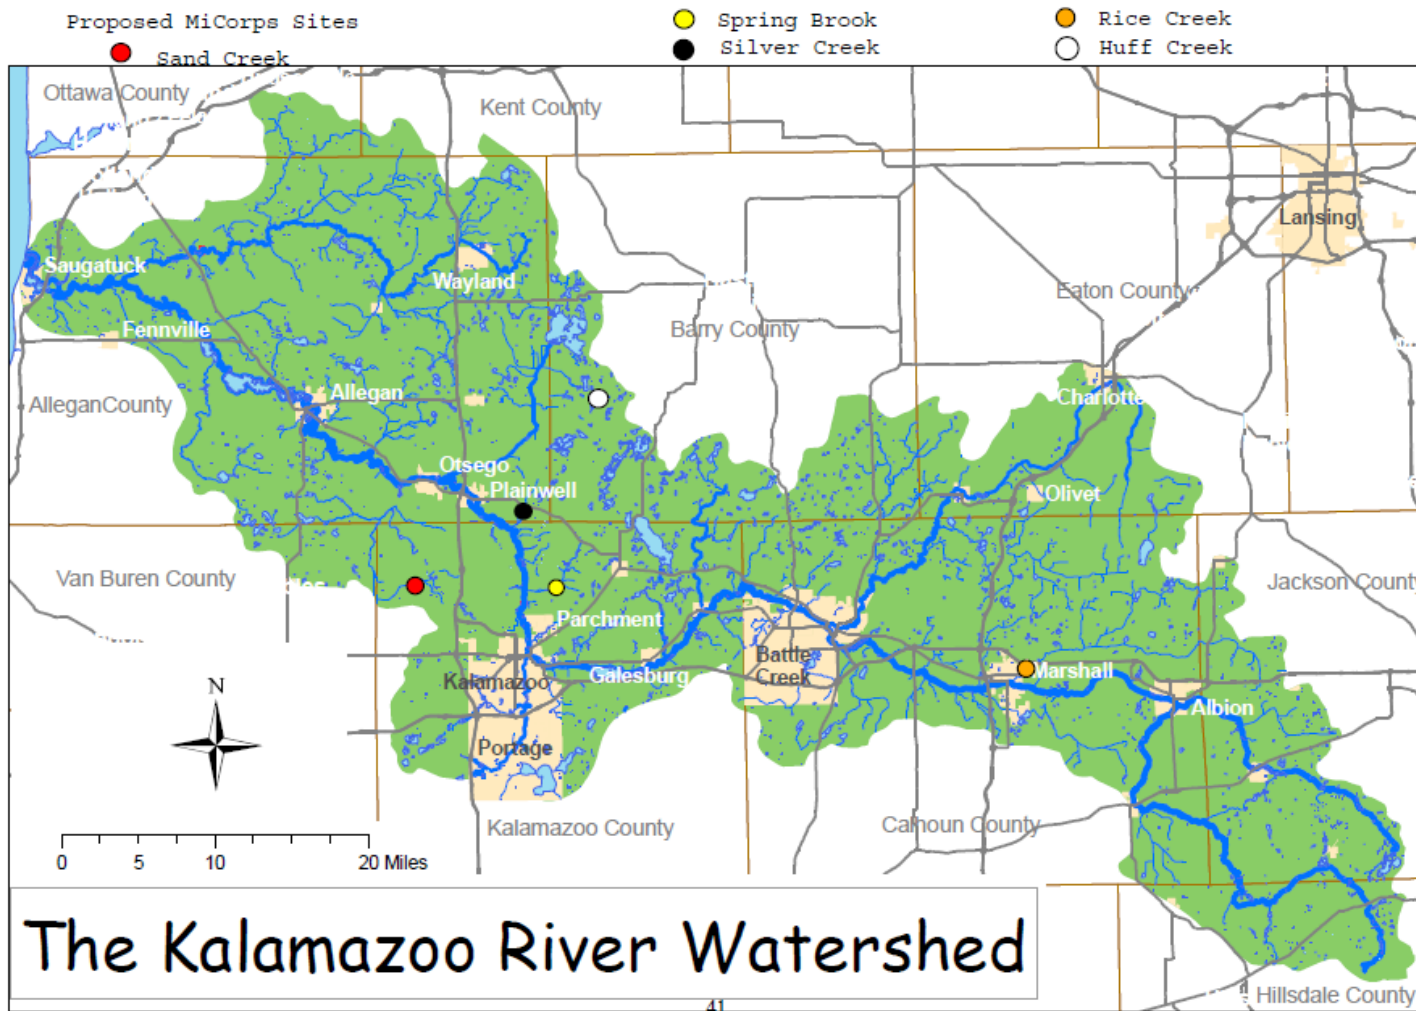 Proposed MiCorps Sites
Sand Creek
Spring Brook
Silver Creek
Rice Creek
Huff Creek
Ottawa County
Kent County
Lansing
Saugatuck
Wayland
Eaton County
Fennville
Barry County
Allegan
AlleganCounty
Charlotte
Otsego
Plainwell
Olivet
Van Buren County
Jackson County
Parchment
Battle
Creek
Galesburg
Marshall
Kalamazoo
Albion
N
Portage
Kalamazoo County
Calhoun County
0 5 10 20 Miles
The Kalamazoo River Watershed
Hillsdale County
41